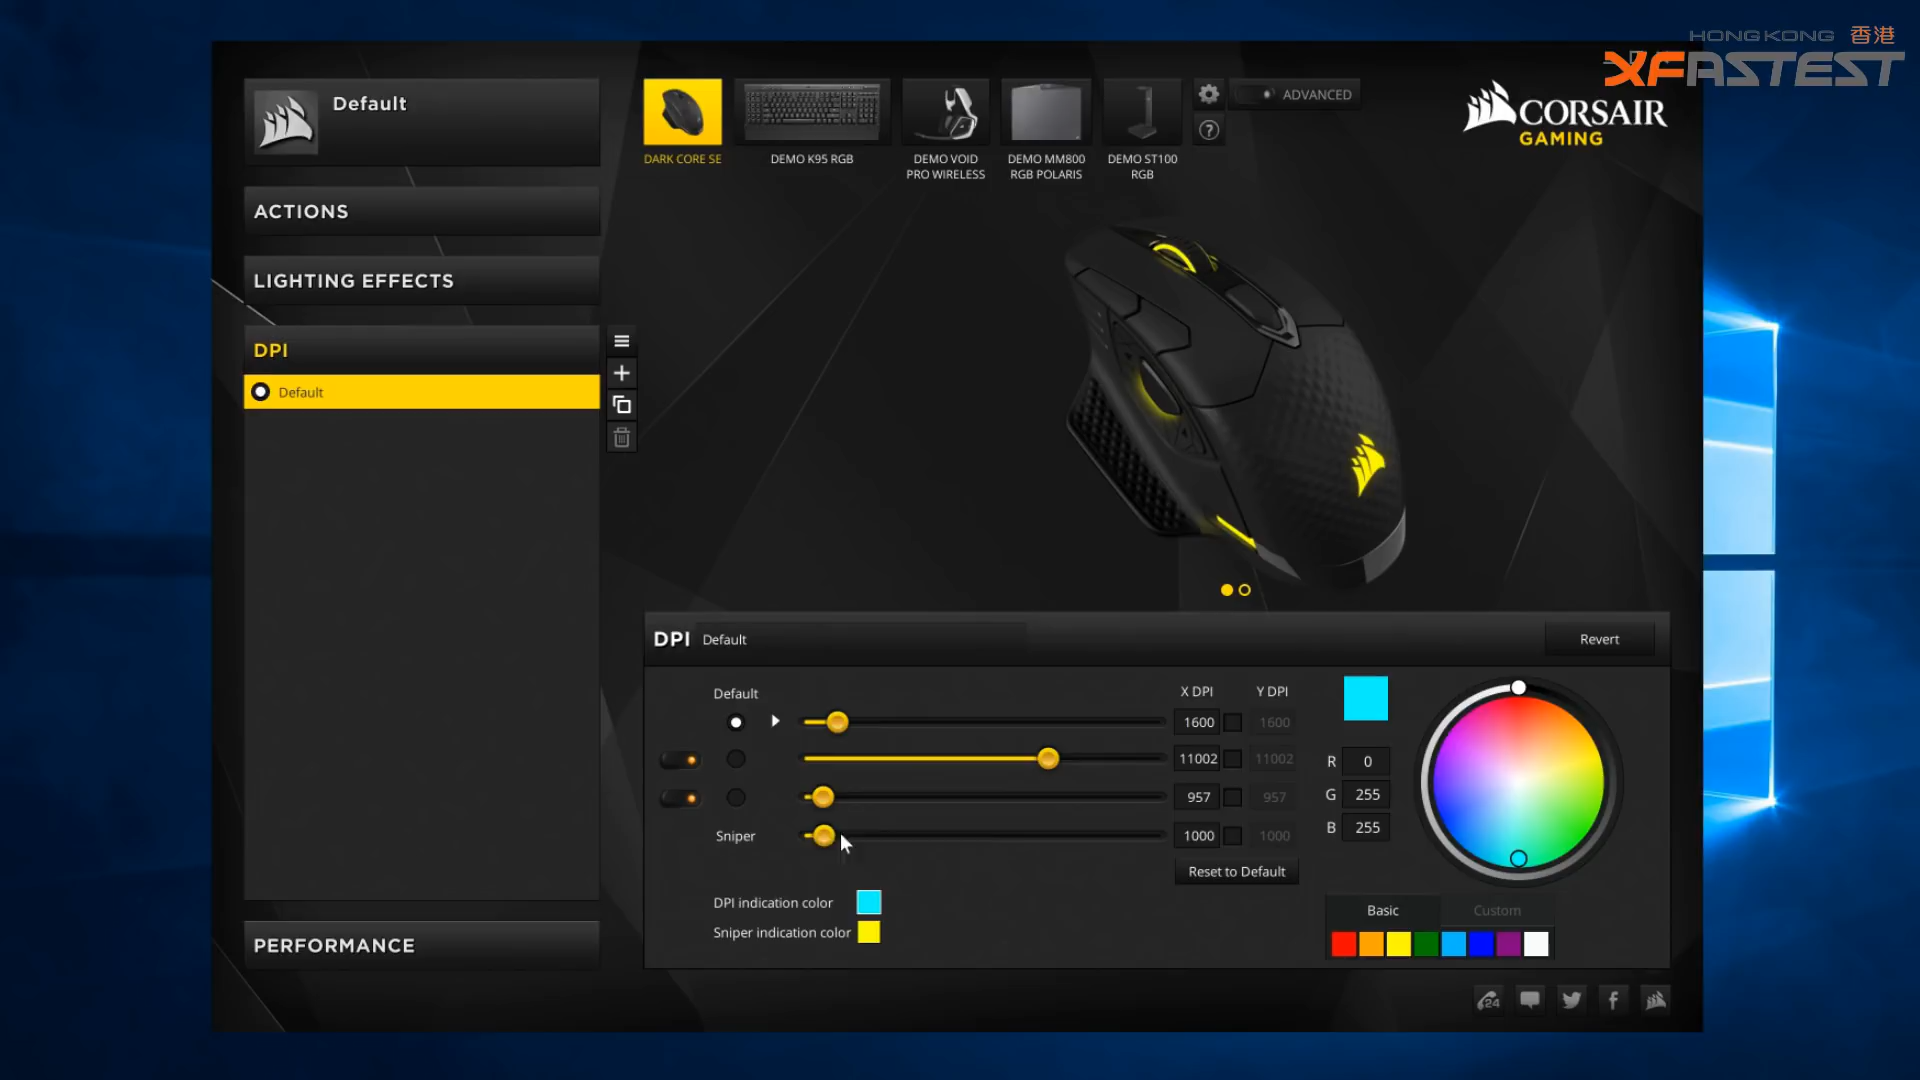 HONG KONG 香港
XFASTEST
Default
ADVANCED
?
CORSAIR
GAMING
DARK CORE SE
DEMO K95 RGB
DEMO VOID
PRO WIRELESS
DEMO MM800
RGB POLARIS
DEMO ST100
RGB
ACTIONS
LIGHTING EFFECTS
DPI
Default
PERFORMANCE
DPI Default
Revert
Default
X DPI Y DPI
1600 1600
11002 11002
957 957
Sniper 1000 1000
Reset to Default
DPI indication color
Sniper indication color
R 0
G 255
B 255
Basic Custom
24